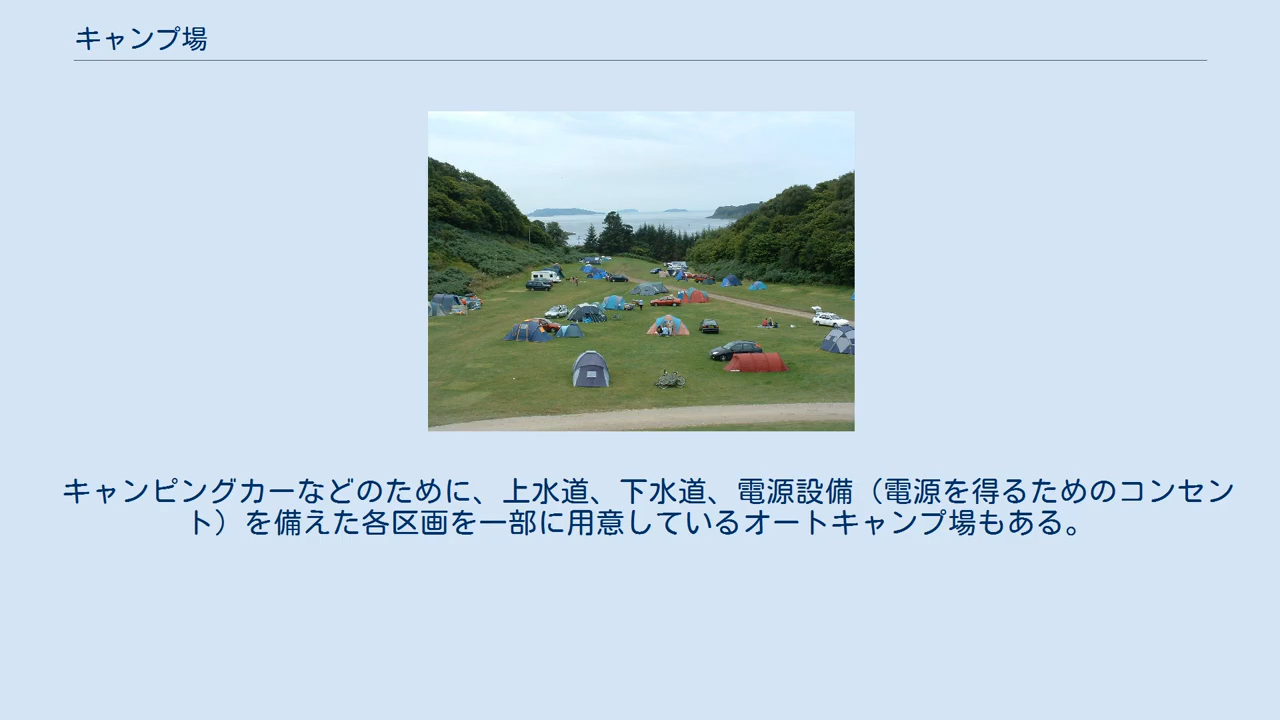 キャンプ場
キャンピングカーなどのために、上水道、下水道、電源設備（電源を得るためのコンセン
ト）を備えた各区画を一部に用意しているオートキャンプ場もある。